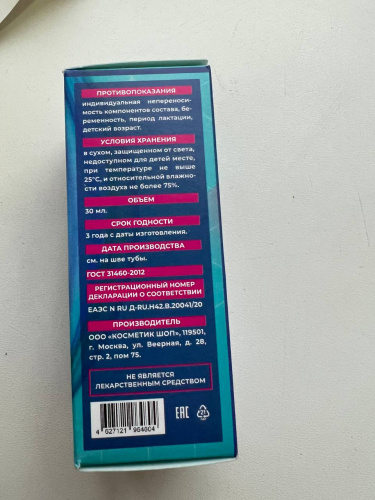 ПРОТИВОПОКАЗАНИЯ
индивидуальная непереноси-
мость компонентов состава, бе-
ременность, период лактации,
детский возраст.
УСЛОВИЯ ХРАНЕНИЯ
в сухом, защищенном от света,
недоступном для детей месте,
при температуре не выше
25°С, и относительной влажно-
сти воздуха не более 75%.
ОБЪЕМ
30 мл.
СРОК ГОДНОСТИ
3 года с даты изготовления.
ДАТА ПРОИЗВОДСТВА
см. на шве тубы.
ГОСТ 31460-2012
РЕГИСТРАЦИОННЫЙ НОМЕР
ДЕКЛАРАЦИИ О СООТВЕТСТВИИ
ЕАЭС N RU Д-RU.НА42.В.20041/20
ПРОИЗВОДИТЕЛЬ
ООО «КОСМЕТИК ШОП», 119501,
г. Москва, ул. Веерная, д. 28,
стр. 2, пом 75.
НЕ ЯВЛЯЕТСЯ
ЛЕКАРСТВЕННЫМ СРЕДСТВОМ
4 627121 964004
EAC